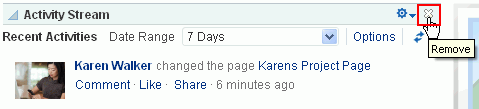 Activity Stream
Remove
Recent Activities Date Range 7 Days Options
Karen Walker changed the page Karens Project Page
Comment · Like · Share · 6 minutes ago